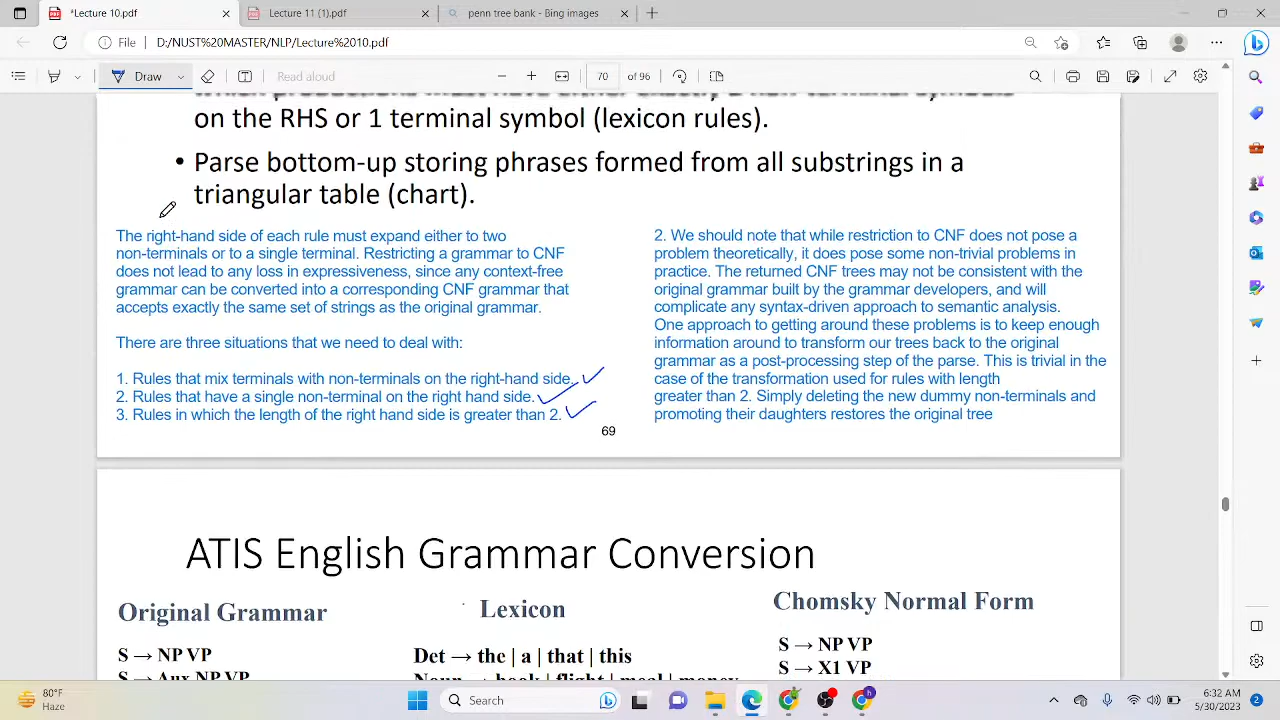 *Lecture 10.pdf
Lecture 11 (1).pdf
penn tree bank - Bing images
File
D:/NUST%20MASTER/NLP/Lecture%2010.pdf
Draw
Read aloud
70 of 96
on the RHS or 1 terminal symbol (lexicon rules).
• Parse bottom-up storing phrases formed from all substrings in a
triangular table (chart).
The right-hand side of each rule must expand either to two
non-terminals or to a single terminal. Restricting a grammar to CNF
does not lead to any loss in expressiveness, since any context-free
grammar can be converted into a corresponding CNF grammar that
accepts exactly the same set of strings as the original grammar.
There are three situations that we need to deal with:
1. Rules that mix terminals with non-terminals on the right-hand side.
2. Rules that have a single non-terminal on the right hand side.
3. Rules in which the length of the right hand side is greater than 2.
69
2. We should note that while restriction to CNF does not pose a
problem theoretically, it does pose some non-trivial problems in
practice. The returned CNF trees may not be consistent with the
original grammar built by the grammar developers, and will
complicate any syntax-driven approach to semantic analysis.
One approach to getting around these problems is to keep enough
information around to transform our trees back to the original
grammar as a post-processing step of the parse. This is trivial in the
case of the transformation used for rules with length
greater than 2. Simply deleting the new dummy non-terminals and
promoting their daughters restores the original tree
ATIS English Grammar Conversion
Original Grammar
Lexicon
Chomsky Normal Form
S → NP VP
Det → the | a | that | this
S → NP VP
S → X1 VP
S → Aux NP VP
Noun → book | flight | meal | money
80°F
Haze
Search
6:32 AM
5/30/2023
2